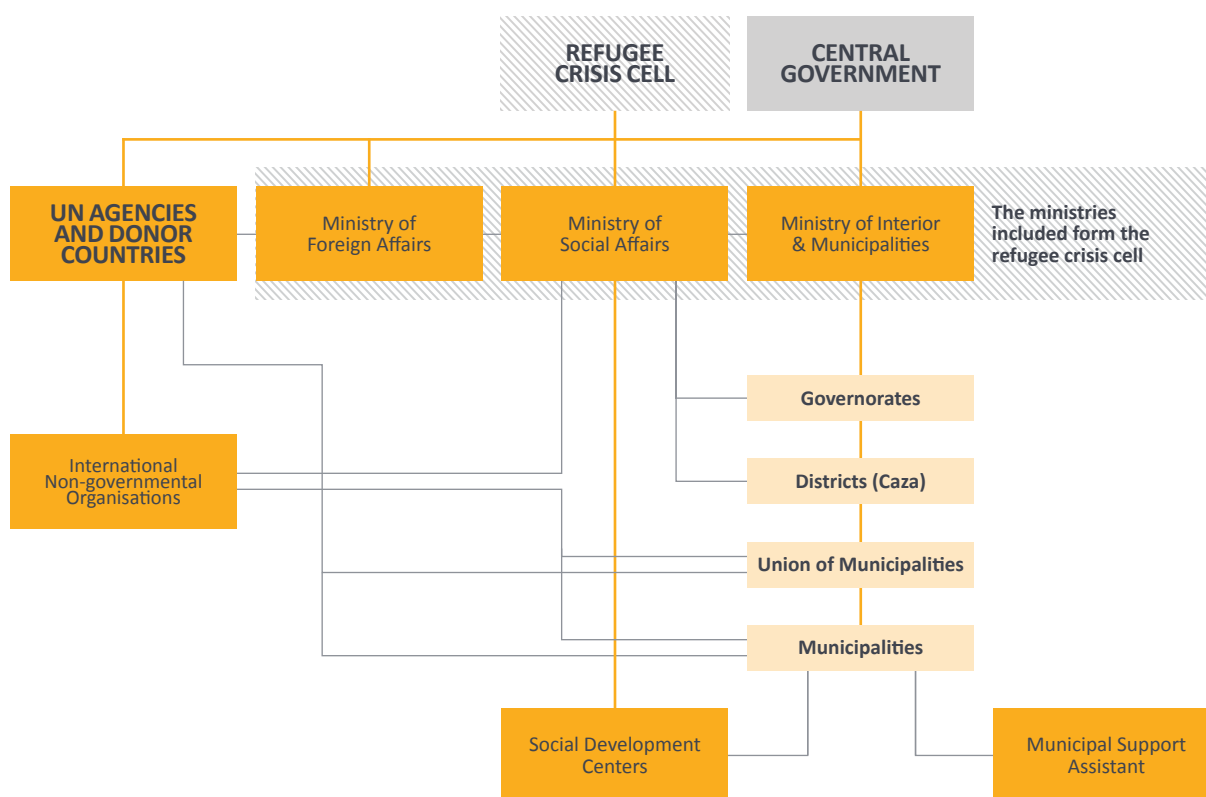 REFUGEE
CRISIS CELL
CENTRAL
GOVERNMENT
UN AGENCIES
AND DONOR
COUNTRIES
Ministry of
Foreign Affairs
Ministry of
Social Affairs
Ministry of Interior
& Municipalities
The ministries
included form the
refugee crisis cell
Governorates
International
Non-governmental
Organisations
Districts (Caza)
Union of Municipalities
Municipalities
Social Development
Centers
Municipal Support
Assistant